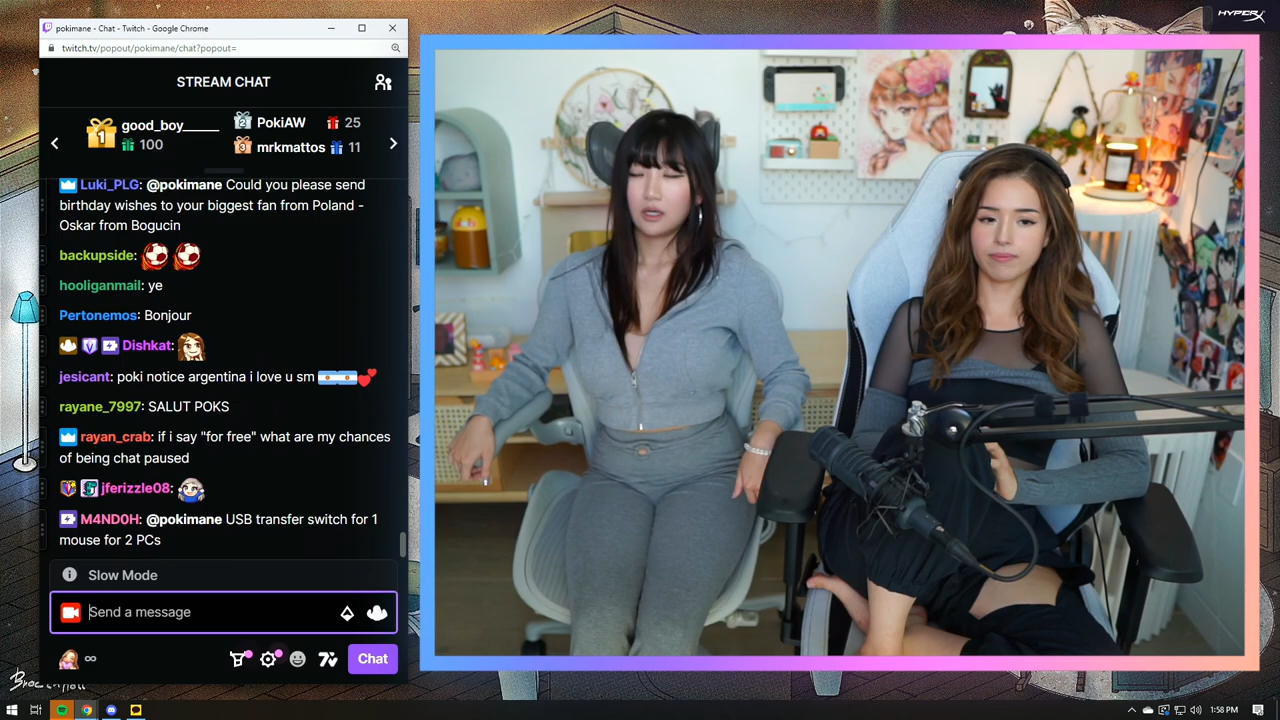 pokimane - Chat - Twitch - Google Chrome
twitch.tv/popout/pokimane/chat?popout=
HYPERX
STREAM CHAT
1 good_boy______ 100
2 PokiAW 25
3 mrkmattos 11
Luki_PLG: @pokimane Could you please send
birthday wishes to your biggest fan from Poland -
Oskar from Bogucin
backupside:
hooliganmail: ye
Pertonemos: Bonjour
Dishkat:
jesicant: poki notice argentina i love u sm
rayane_7997: SALUT POKS
rayan_crab: if i say "for free" what are my chances
of being chat paused
jferizzle08:
M4ND0H: @pokimane USB transfer switch for 1
mouse for 2 PCs
Slow Mode
Send a message
∞
Chat
1:58 PM